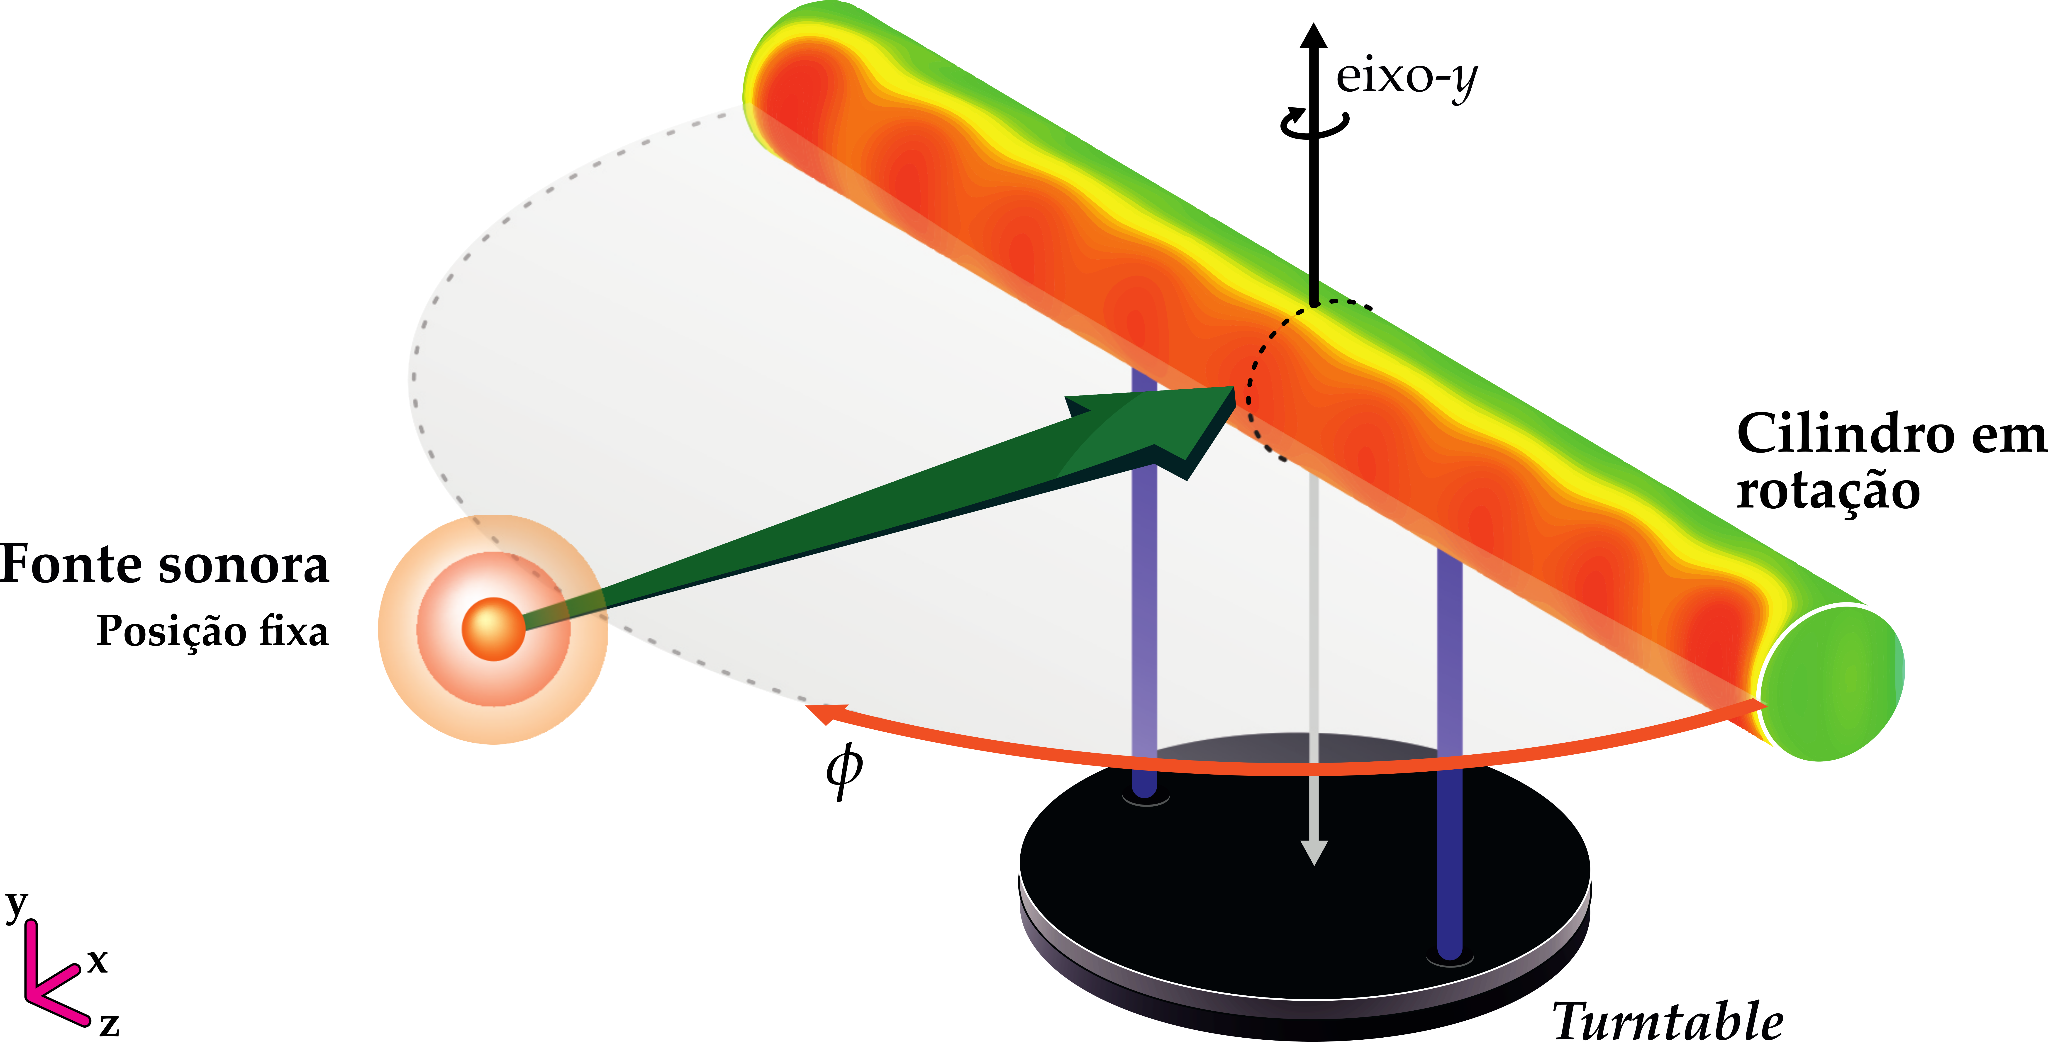 eixo-y
Cilindro em
rotação
Fonte sonora
Posição fixa
ϕ
y
x
z
Turntable